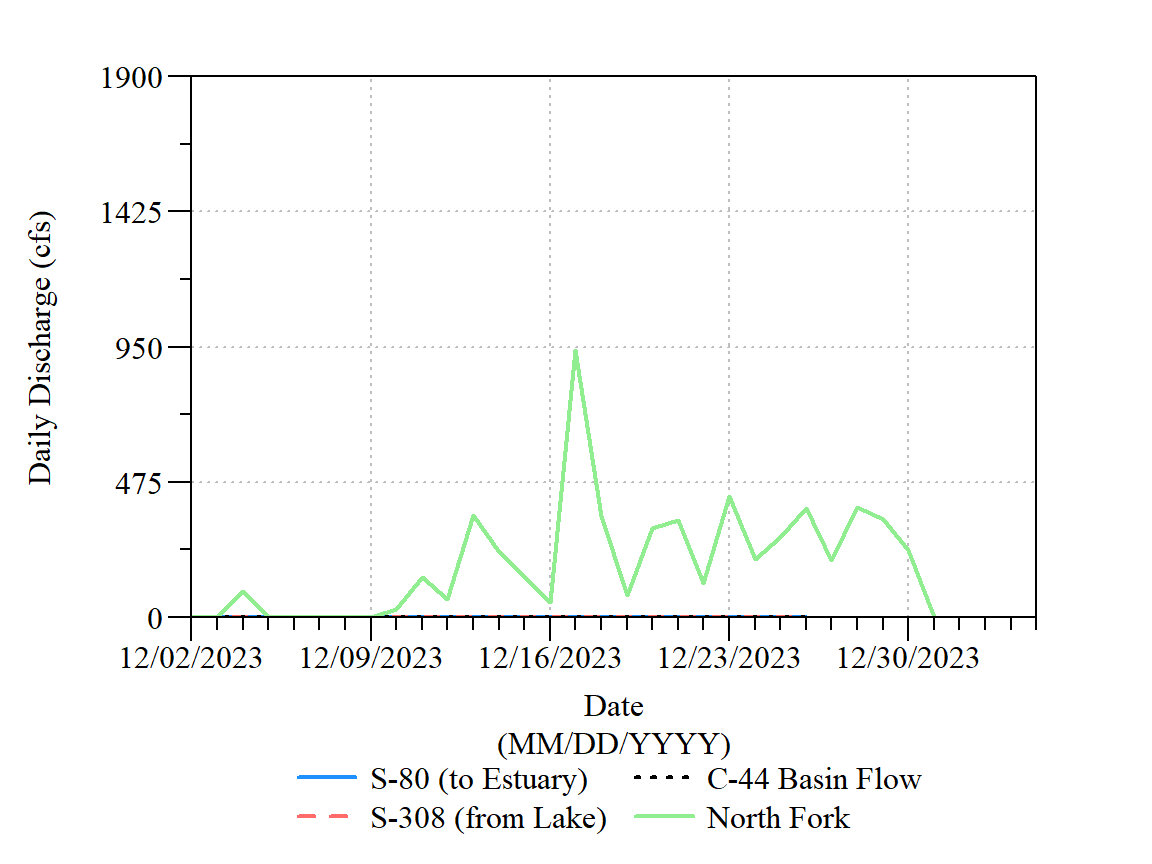 1900
1425
950
475
0
Daily Discharge (cfs)
12/02/2023 12/09/2023 12/16/2023 12/23/2023 12/30/2023
Date
(MM/DD/YYYY)
S-80 (to Estuary) C-44 Basin Flow
S-308 (from Lake) North Fork